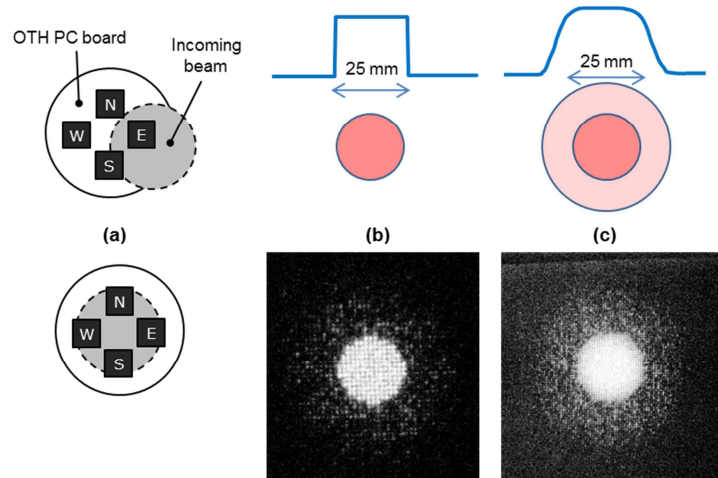 OTH PC board
Incoming
beam
N
W
E
S
25 mm
25 mm
(a)
(b)
(c)
N
W
E
S